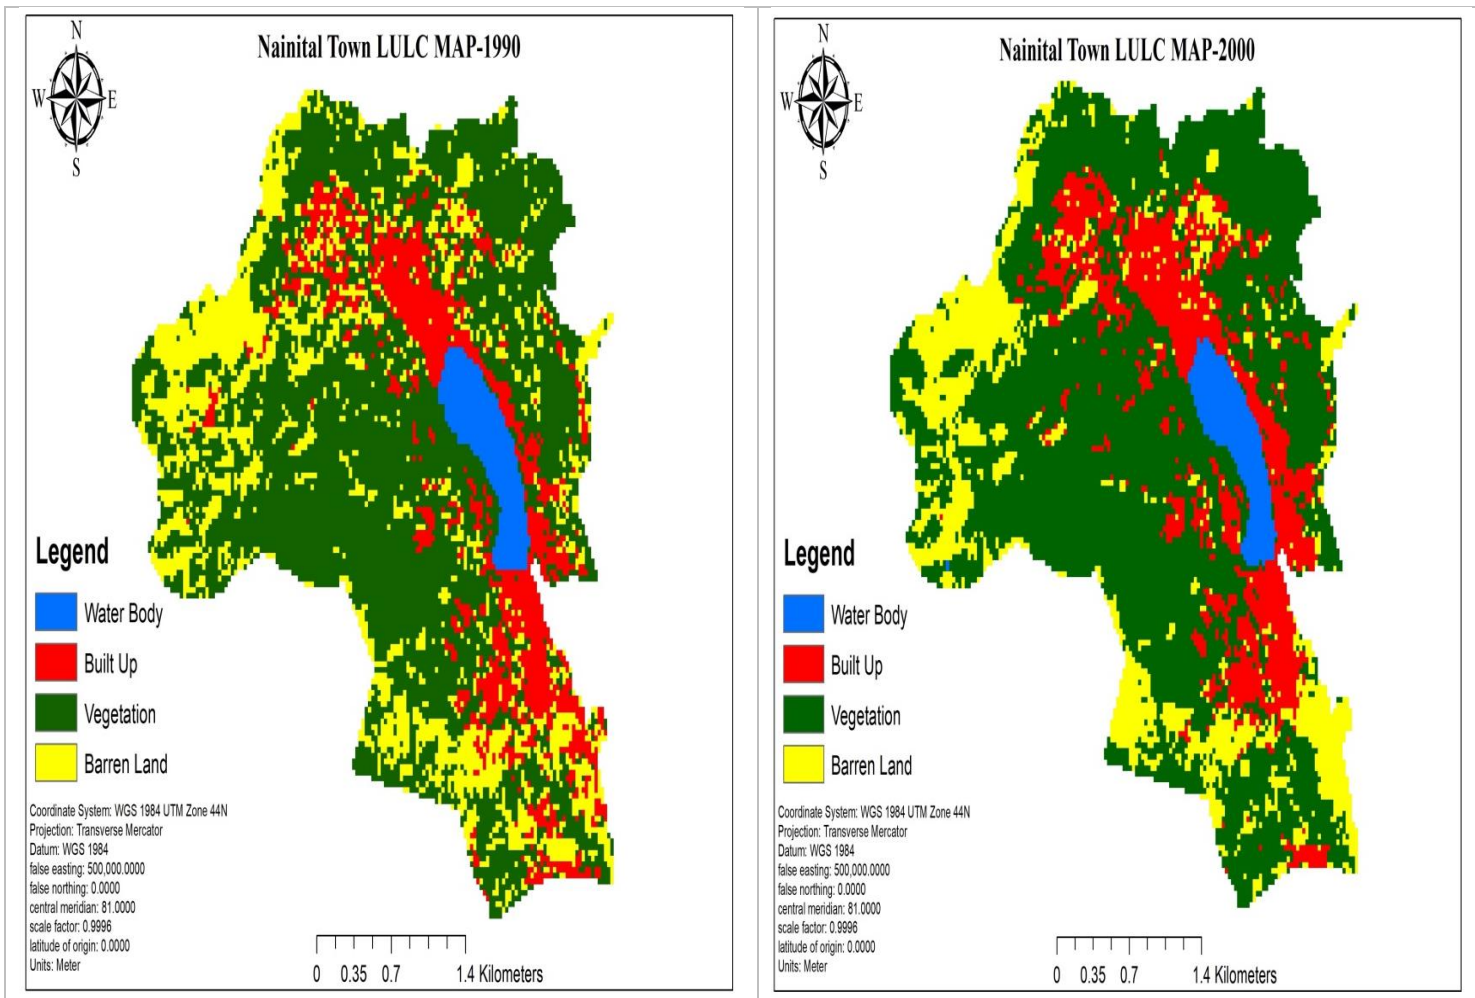 Nainital Town LULC MAP-1990
N
W E
S
Legend
Water Body
Built Up
Vegetation
Barren Land
Coordinate System: WGS 1984 UTM Zone 44N
Projection: Transverse Mercator
Datum: WGS 1984
false easting: 500,000.0000
false northing: 0.0000
central meridian: 81.0000
scale factor: 0.9996
latitude of origin: 0.0000
Units: Meter
0 0.35 0.7 1.4 Kilometers
Nainital Town LULC MAP-2000
N
W E
S
Legend
Water Body
Built Up
Vegetation
Barren Land
Coordinate System: WGS 1984 UTM Zone 44N
Projection: Transverse Mercator
Datum: WGS 1984
false easting: 500,000.0000
false northing: 0.0000
central meridian: 81.0000
scale factor: 0.9996
latitude of origin: 0.0000
Units: Meter
0 0.35 0.7 1.4 Kilometers